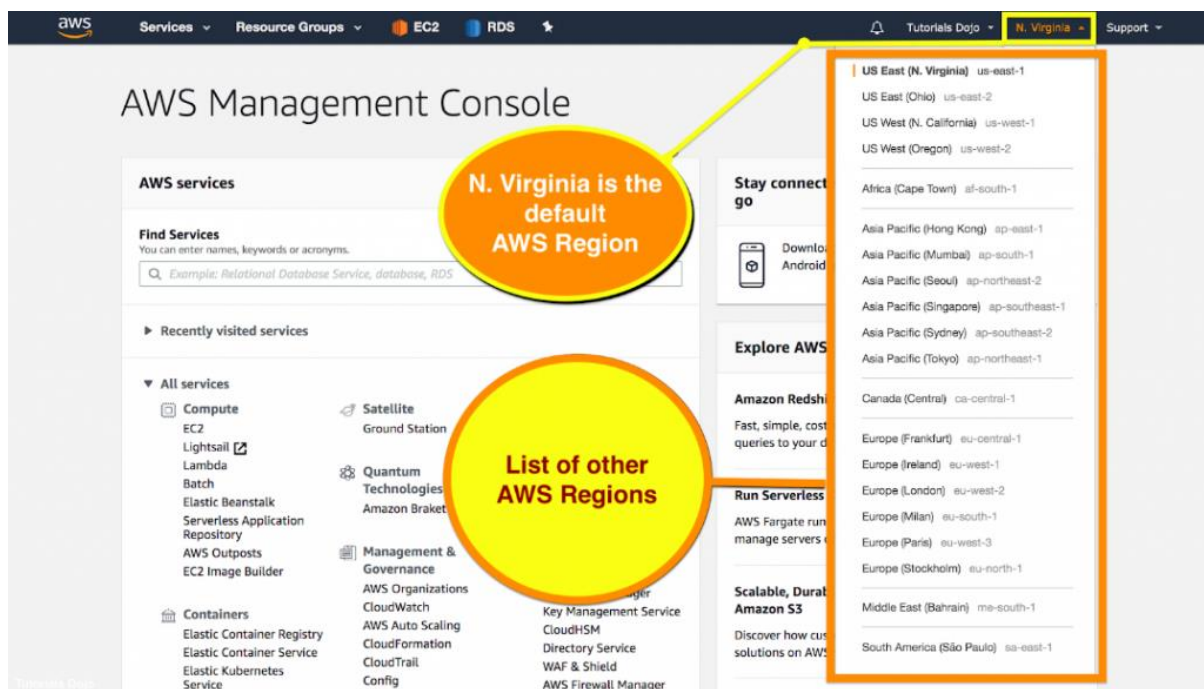 aws
Services
Resource Groups
EC2
RDS
Tutorials Dojo
N. Virginia
Support
AWS Management Console
AWS services
Find Services
You can enter names, keywords or acronyms.
Example: Relational Database Service, database, RDS
Recently visited services
All services
Compute
EC2
Lightsail
Lambda
Batch
Elastic Beanstalk
Serverless Application
Repository
AWS Outposts
EC2 Image Builder
Containers
Elastic Container Registry
Elastic Container Service
Elastic Kubernetes
Service
Satellite
Ground Station
Quantum
Technologies
Amazon Braket
Management &
Governance
AWS Organizations
CloudWatch
AWS Auto Scaling
CloudFormation
CloudTrail
Config
Key Management Service
CloudHSM
Directory Service
WAF & Shield
AWS Firewall Manager
N. Virginia is the
default
AWS Region
List of other
AWS Regions
Stay connect
go
Downlo
Android
Explore AWS
Amazon Redshi
Fast, simple, cost
queries to your d
Run Serverless
AWS Fargate run
manage servers
Scalable, Durab
Amazon S3
Discover how cus
solutions on AWS
US East (N. Virginia) us-east-1
US East (Ohio) us-east-2
US West (N. California) us-west-1
US West (Oregon) us-west-2
Africa (Cape Town) af-south-1
Asia Pacific (Hong Kong) ap-east-1
Asia Pacific (Mumbai) ap-south-1
Asia Pacific (Seoul) ap-northeast-2
Asia Pacific (Singapore) ap-southeast-1
Asia Pacific (Sydney) ap-southeast-2
Asia Pacific (Tokyo) ap-northeast-1
Canada (Central) ca-central-1
Europe (Frankfurt) eu-central-1
Europe (Ireland) eu-west-1
Europe (London) eu-west-2
Europe (Milan) eu-south-1
Europe (Paris) eu-west-3
Europe (Stockholm) eu-north-1
Middle East (Bahrain) me-south-1
South America (São Paulo) sa-east-1
Tutorials Dojo